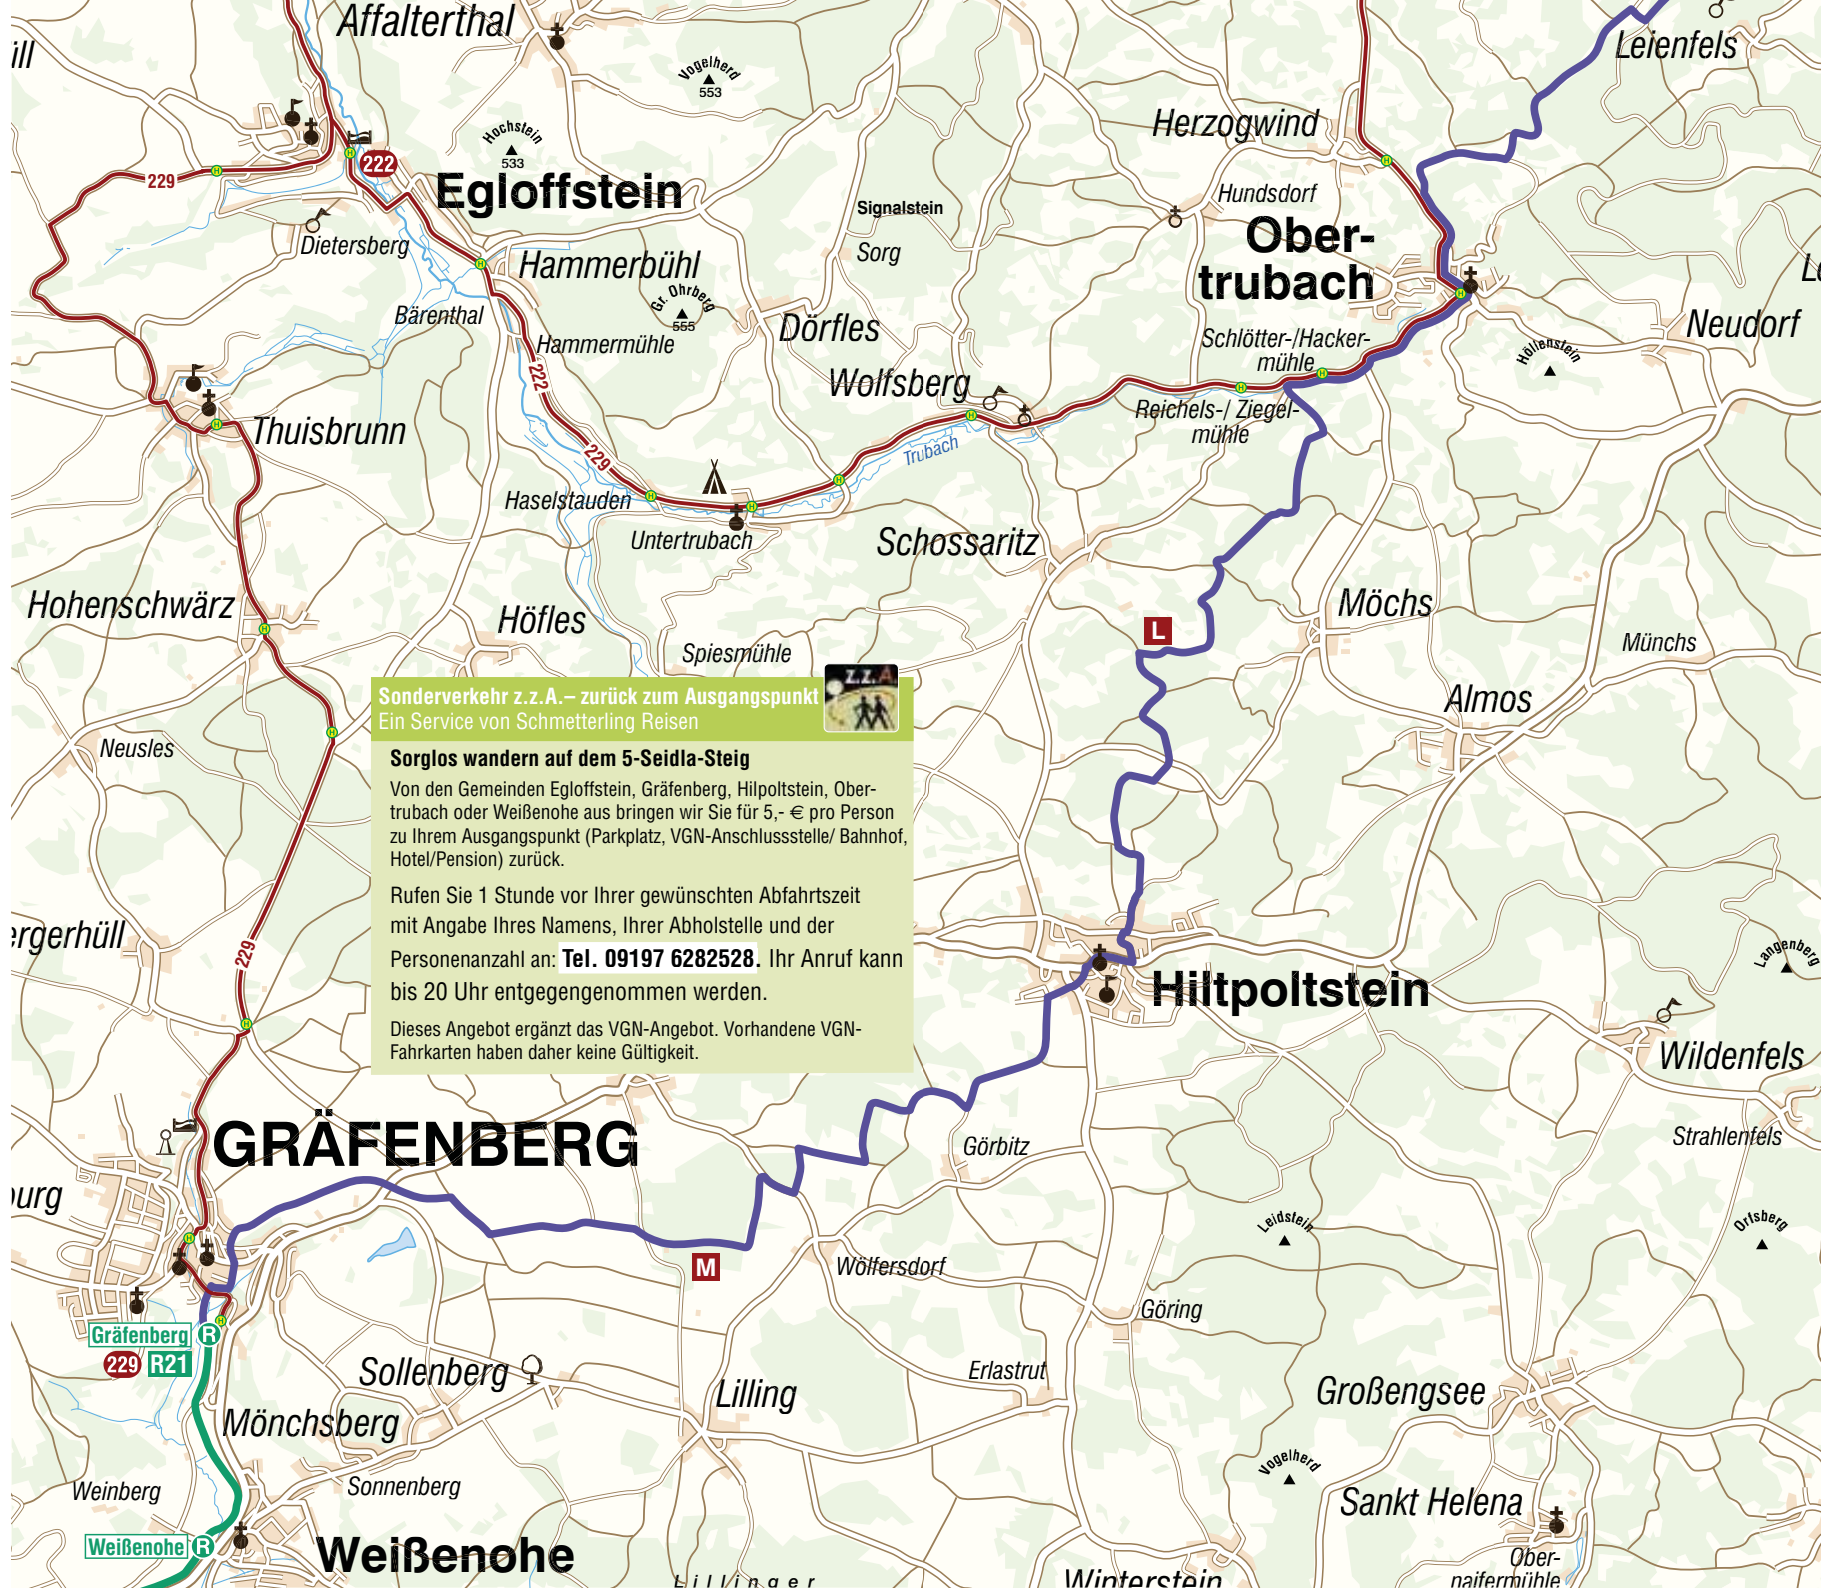 Affalterthal
Leienfels
üll
Vogelherd
553
Herzogwind
Hochstein
533
222
229
Egloffstein
Hundsdorf
Signalstein
Ober-
trubach
Dietersberg
Sorg
Hammerbühl
Gr. Ohrberg
555
Bärenthal
Dörfles
Neudorf
Hammermühle
Schlötter-/Hacker-
mühle
Höllenstein
222
Wolfsberg
Reichels-/ Ziegel-
mühle
Thuisbrunn
Trubach
229
Haselstauden
Untertrubach
Schossaritz
Hohenschwärz
Höfles
Möchs
L
Münchs
Spiesmühle
z.z.A
Sonderverkehr z.z.A.– zurück zum Ausgangspunkt
Ein Service von Schmetterling Reisen
Almos
Neusles
Sorglos wandern auf dem 5-Seidla-Steig
Von den Gemeinden Egloffstein, Gräfenberg, Hilpoltstein, Ober-
trubach oder Weißenohe aus bringen wir Sie für 5,- € pro Person
zu Ihrem Ausgangspunkt (Parkplatz, VGN-Anschlussstelle/ Bahnhof,
Hotel/Pension) zurück.
Rufen Sie 1 Stunde vor Ihrer gewünschten Abfahrtszeit
mit Angabe Ihres Namens, Ihrer Abholstelle und der
Personenanzahl an: Tel. 09197 6282528. Ihr Anruf kann
bis 20 Uhr entgegengenommen werden.
Dieses Angebot ergänzt das VGN-Angebot. Vorhandene VGN-
Fahrkarten haben daher keine Gültigkeit.
ergerhüll
229
Langenberg
Hiltpoltstein
Wildenfels
GRÄFENBERG
Görbitz
Strahlenfels
burg
Leidstein
Ortsberg
M
Wölfersdorf
Göring
Gräfenberg R
229 R21
Sollenberg
Erlastrut
Lilling
Großengsee
Mönchsberg
Vogelherd
Weinberg
Sonnenberg
Sankt Helena
Weißenohe R
Weißenohe
Ober-
naifermühle
Lillinger
Winterstein